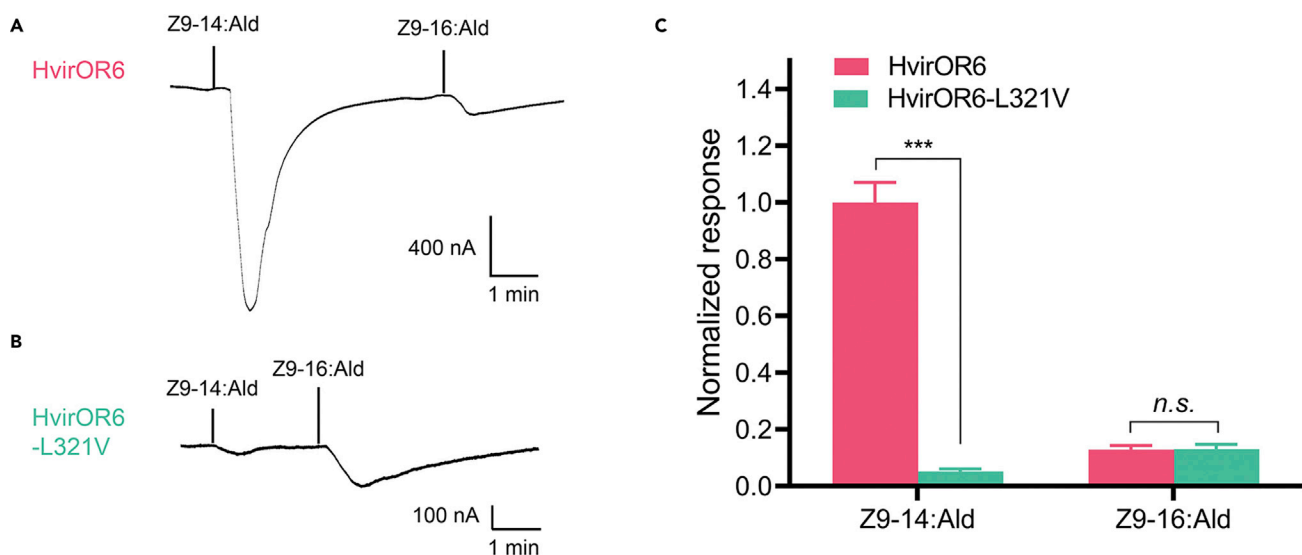 A
Z9-14:Ald
Z9-16:Ald
HvirOR6
400 nA
1 min
B
Z9-14:Ald
Z9-16:Ald
HvirOR6
-L321V
100 nA
1 min
C
HvirOR6
HvirOR6-L321V
Normalized response
1.4
1.2
1.0
0.8
0.6
0.4
0.2
0.0
***
n.s.
Z9-14:Ald
Z9-16:Ald